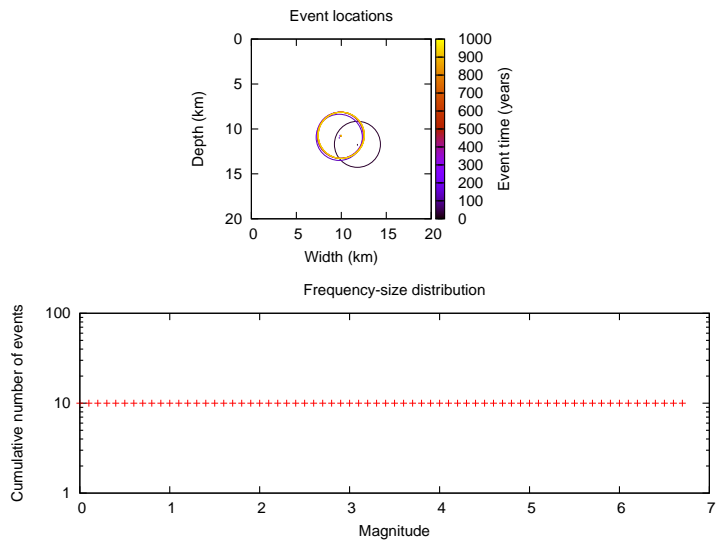 Event locations
0
5
10
15
20
Depth (km)
0 5 10 15 20
Width (km)
1000
900
800
700
600
500
400
300
200
100
0
Event time (years)
Frequency-size distribution
100
10
1
Cumulative number of events
0 1 2 3 4 5 6 7
Magnitude